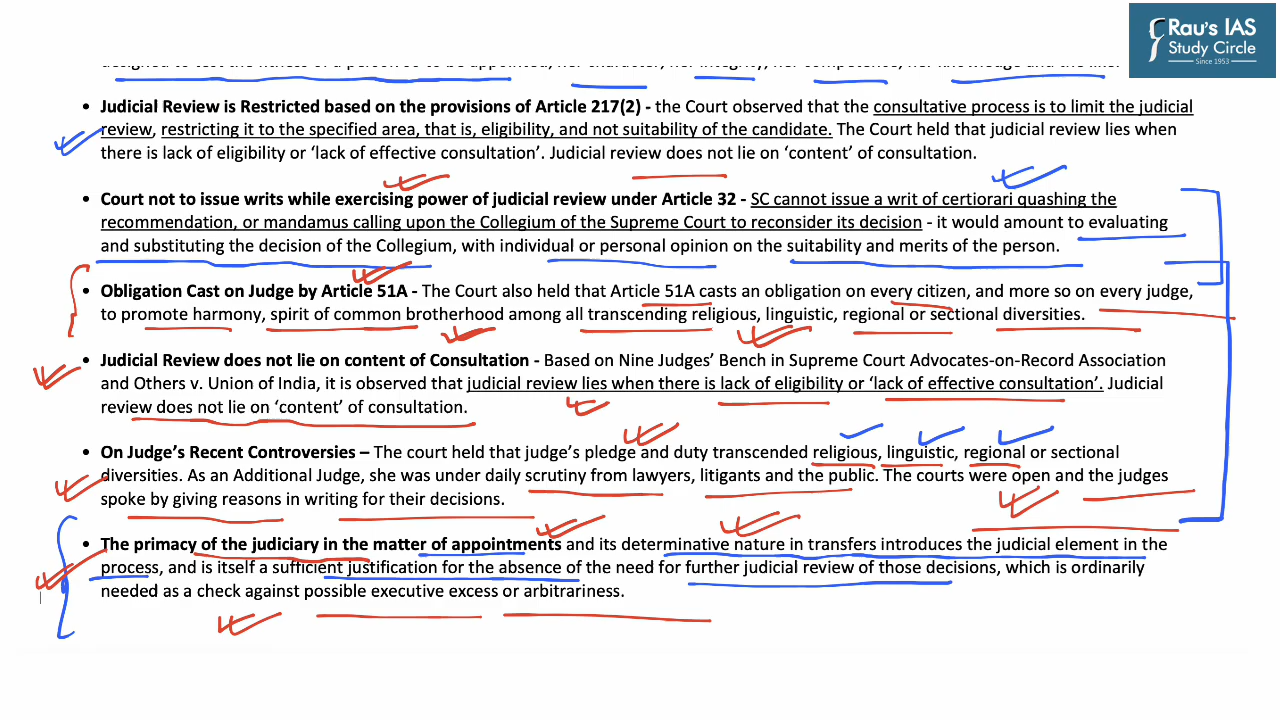 Rau's IAS
Study Circle
Since 1953
• Judicial Review is Restricted based on the provisions of Article 217(2) - the Court observed that the consultative process is to limit the judicial
review, restricting it to the specified area, that is, eligibility, and not suitability of the candidate. The Court held that judicial review lies when
there is lack of eligibility or ‘lack of effective consultation’. Judicial review does not lie on ‘content’ of consultation.
• Court not to issue writs while exercising power of judicial review under Article 32 - SC cannot issue a writ of certiorari quashing the
recommendation, or mandamus calling upon the Collegium of the Supreme Court to reconsider its decision - it would amount to evaluating
and substituting the decision of the Collegium, with individual or personal opinion on the suitability and merits of the person.
• Obligation Cast on Judge by Article 51A - The Court also held that Article 51A casts an obligation on every citizen, and more so on every judge,
to promote harmony, spirit of common brotherhood among all transcending religious, linguistic, regional or sectional diversities.
• Judicial Review does not lie on content of Consultation - Based on Nine Judges’ Bench in Supreme Court Advocates-on-Record Association
and Others v. Union of India, it is observed that judicial review lies when there is lack of eligibility or ‘lack of effective consultation’. Judicial
review does not lie on ‘content’ of consultation.
• On Judge’s Recent Controversies – The court held that judge’s pledge and duty transcended religious, linguistic, regional or sectional
diversities. As an Additional Judge, she was under daily scrutiny from lawyers, litigants and the public. The courts were open and the judges
spoke by giving reasons in writing for their decisions.
• The primacy of the judiciary in the matter of appointments and its determinative nature in transfers introduces the judicial element in the
process, and is itself a sufficient justification for the absence of the need for further judicial review of those decisions, which is ordinarily
needed as a check against possible executive excess or arbitrariness.